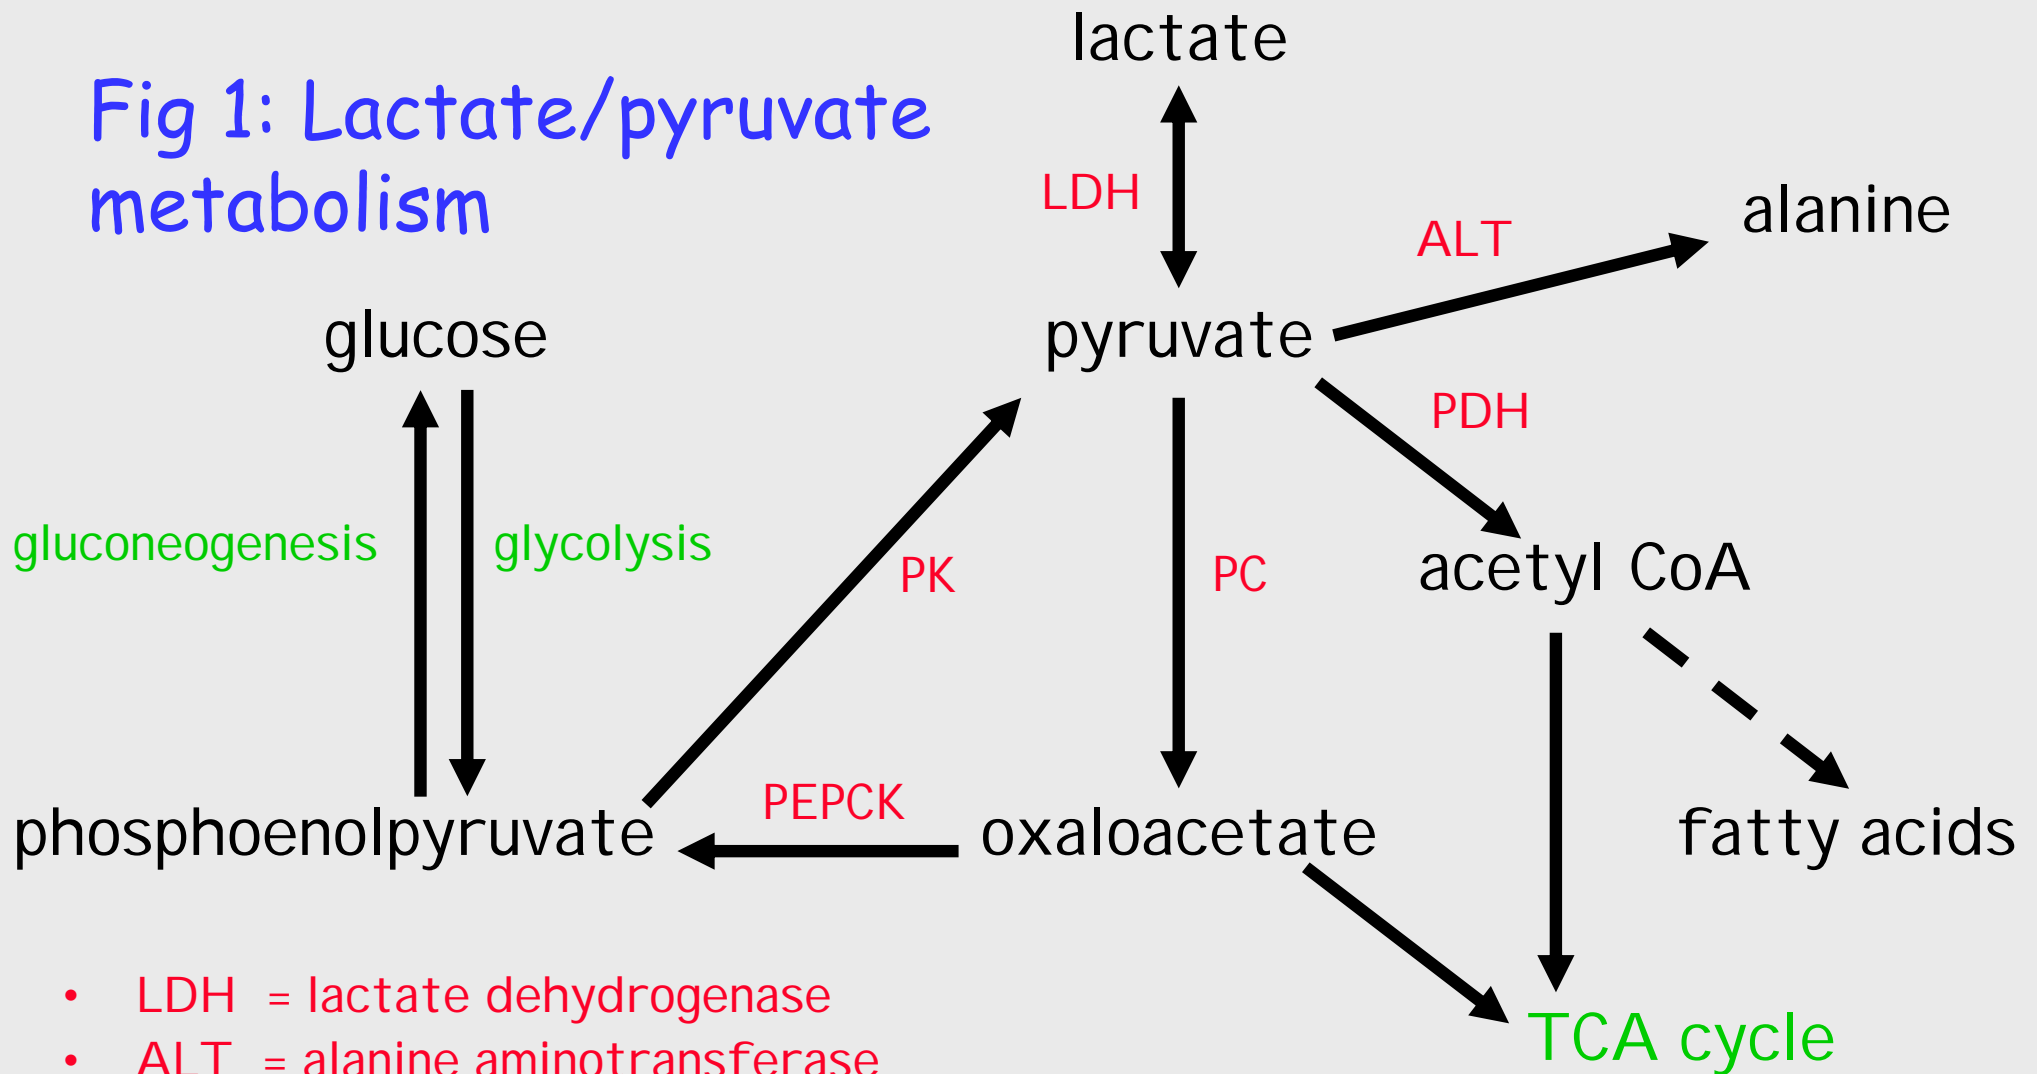 lactate
Fig 1: Lactate/pyruvate
metabolism
LDH
alanine
ALT
glucose
pyruvate
PDH
gluconeogenesis
glycolysis
PK
PC
acetyl CoA
PEPCK
phosphoenolpyruvate
oxaloacetate
fatty acids
• LDH = lactate dehydrogenase
TCA cycle
• ALT = alanine aminotransferase